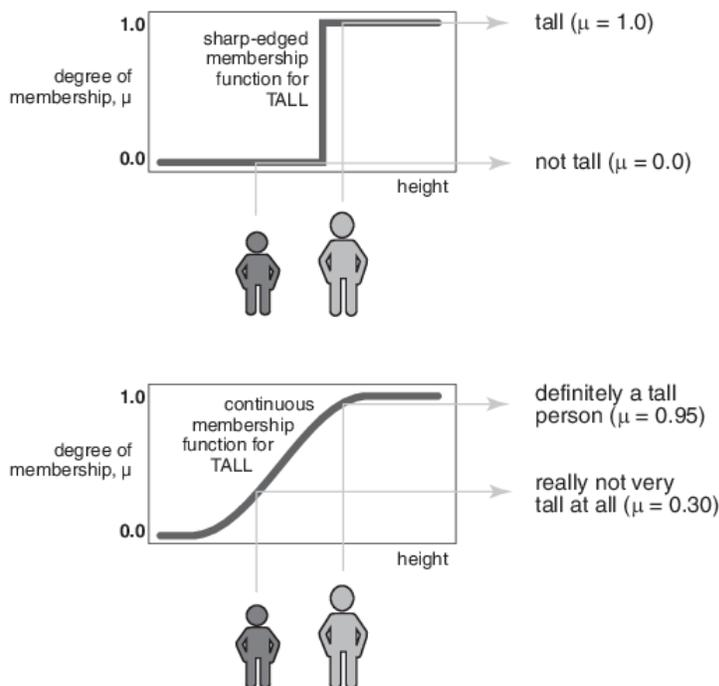 1.0
sharp-edged
membership
function for
TALL
degree of
membership, μ
0.0
height
tall (μ = 1.0)
not tall (μ = 0.0)
1.0
continuous
membership
function for
TALL
degree of
membership, μ
0.0
height
definitely a tall
person (μ = 0.95)
really not very
tall at all (μ = 0.30)